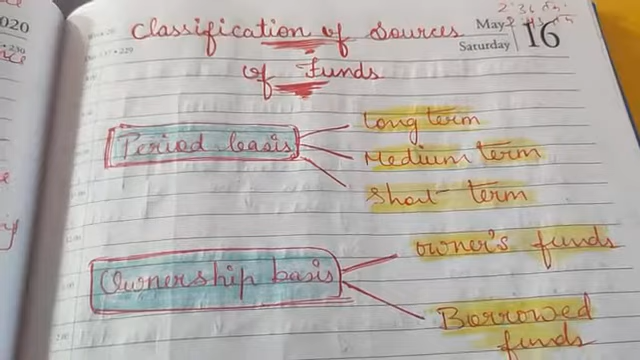 2020
May
Saturday
16
Classification of Sources
of Funds
Period basis
Long term
Medium term
Short term
Ownership basis
owner's funds
Borrowed
funds